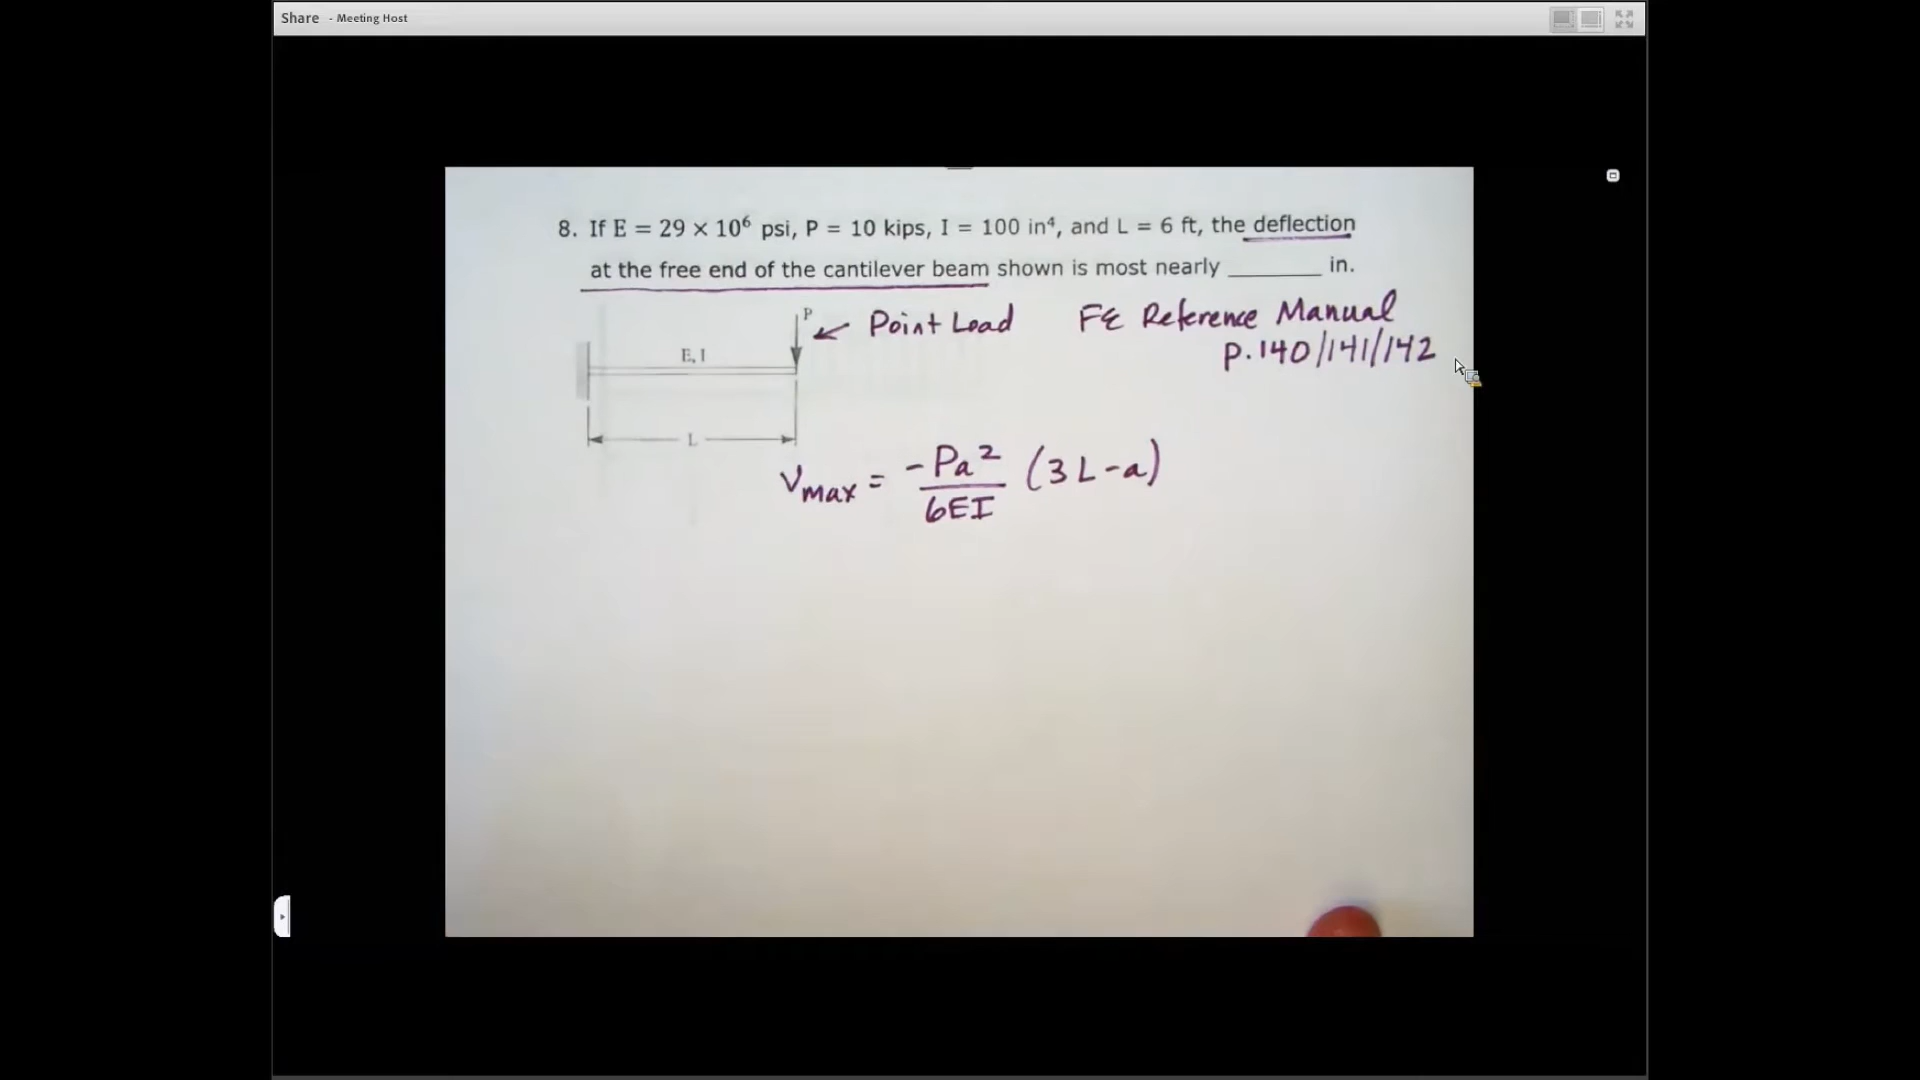 Share - Meeting Host
8. If E = 29 × 10⁶ psi, P = 10 kips, I = 100 in⁴, and L = 6 ft, the deflection
at the free end of the cantilever beam shown is most nearly ________ in.
P
Point Load
FE Reference Manual
p.140/141/142
E, I
L
Vmax = -Pa²/6EI (3L-a)